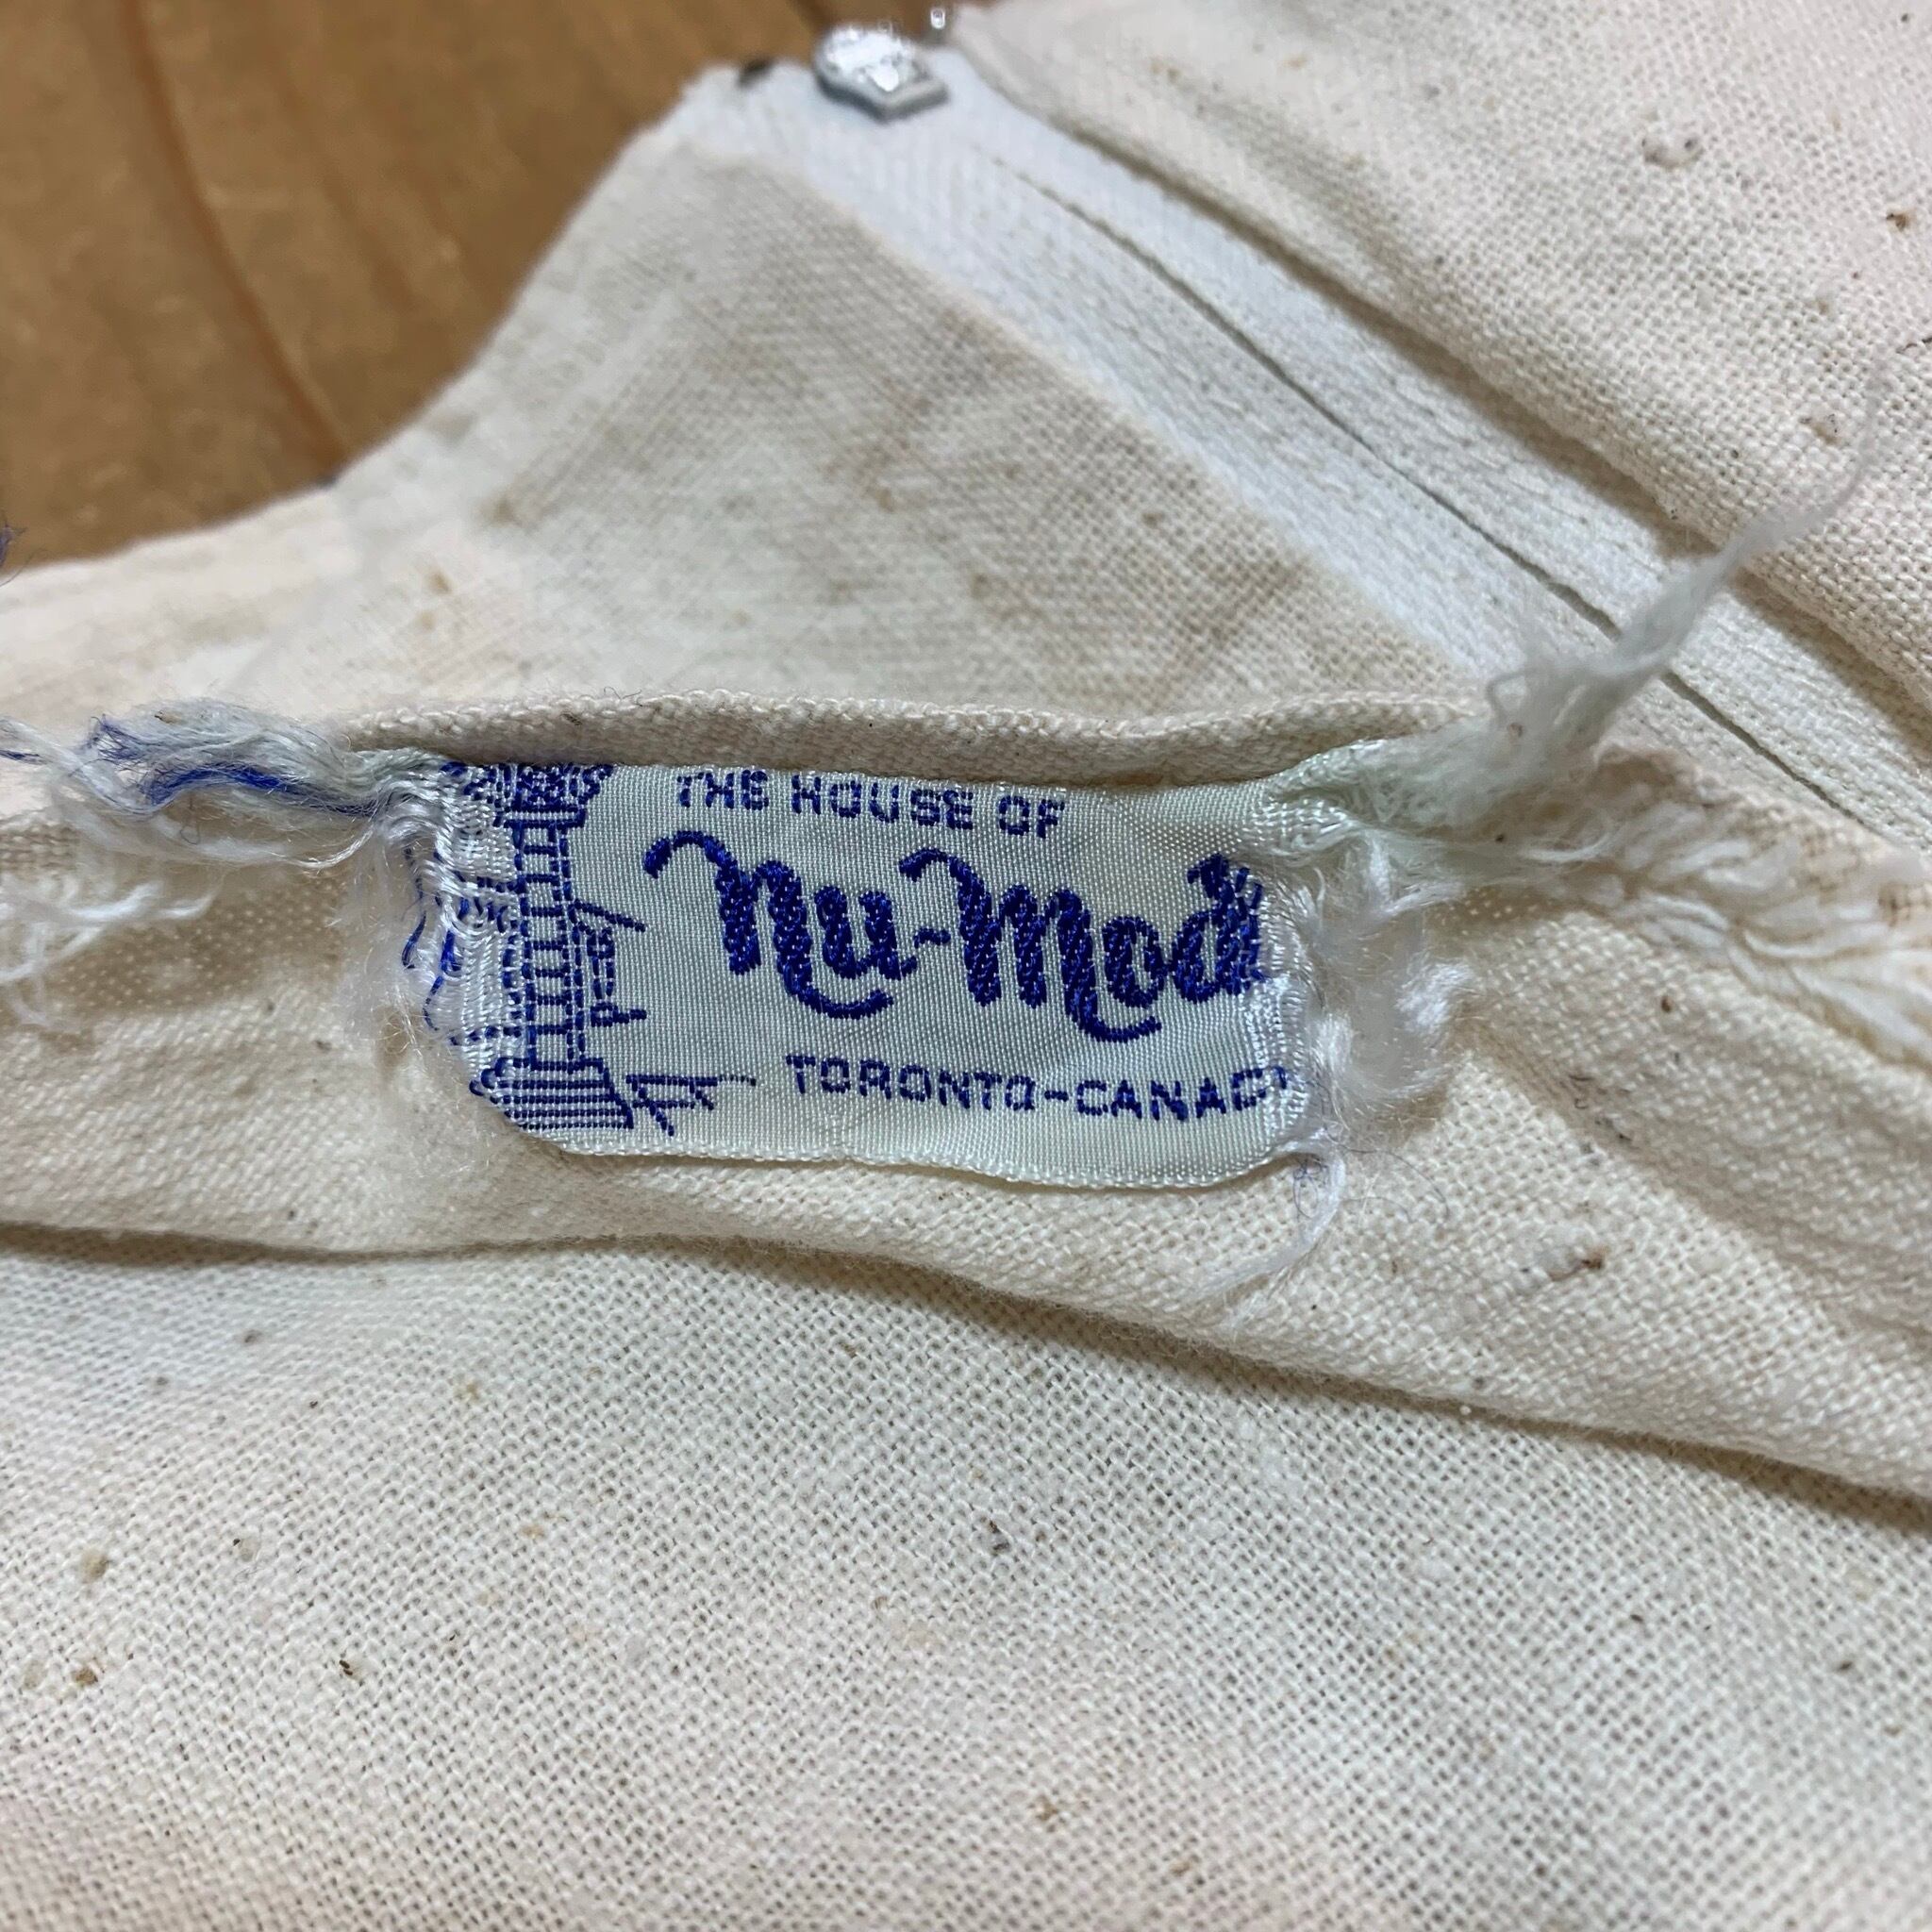 THE HOUSE OF
nu-mod
TORONTO-CANAD